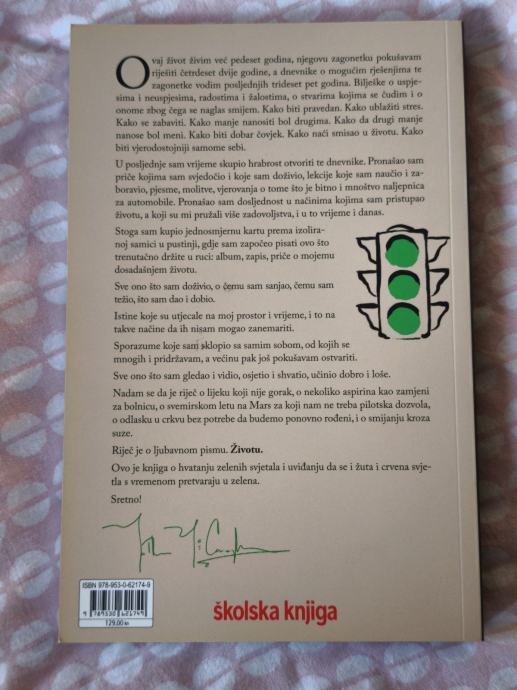 Ovaj život živim već pedeset godina, njegovu zagonetku pokušavam
riješiti četrdeset dvije godine, a dnevnike o mogućim rješenjima te
zagonetke vodim posljednjih trideset pet godina. Bilješke o uspje-
sima i neuspjesima, radostima i žalostima, o stvarima kojima se čudim i o
onome zbog čega se naglas smijem. Kako biti pravedan. Kako ublažiti stres.
Kako se zabaviti. Kako manje nanositi bol drugima. Kako da drugi manje
nanose bol meni. Kako biti dobar čovjek. Kako naći smisao u životu. Kako
biti vjerodostojniji samome sebi.
U posljednje sam vrijeme skupio hrabrost otvoriti te dnevnike. Pronašao sam
priče kojima sam svjedočio i koje sam doživio, lekcije koje sam naučio i za-
boravio, pjesme, molitve, vjerovanja o tome što je bitno i mnoštvo naljepnica
za automobile. Pronašao sam dosljednost u načinima kojima sam pristupao
životu, a koji su mi pružali više zadovoljstva, i u to vrijeme i danas.
Stoga sam kupio jednosmjernu kartu prema izolira-
noj samici u pustinji, gdje sam započeo pisati ovo što
trenutačno držite u ruci: album, zapis, priče o mojemu
dosadašnjem životu.
Sve ono što sam doživio, o čemu sam sanjao, čemu sam
težio, što sam dao i dobio.
Istine koje su utjecale na moj prostor i vrijeme, i to na
takve načine da ih nisam mogao zanemariti.
Sporazume koje sam sklopio sa samim sobom, od kojih se
mnogih i pridržavam, a većinu pak još pokušavam ostvariti.
Sve ono što sam gledao i vidio, osjetio i shvatio, učinio dobro i loše.
Nadam se da je riječ o lijeku koji nije gorak, o nekoliko aspirina kao zamjeni
za bolnicu, o svemirskom letu na Mars za koji nam ne treba pilotska dozvola,
o odlasku u crkvu bez potrebe da budemo ponovno rođeni, i o smijanju kroza
suze.
Riječ je o ljubavnom pismu. Životu.
Ovo je knjiga o hvatanju zelenih svjetala i uviđanju da se i žuta i crvena svje-
tla s vremenom pretvaraju u zelena.
Sretno!
ISBN 978-953-0-62174-9
9 789530 621749
129,00 kn
školska knjiga